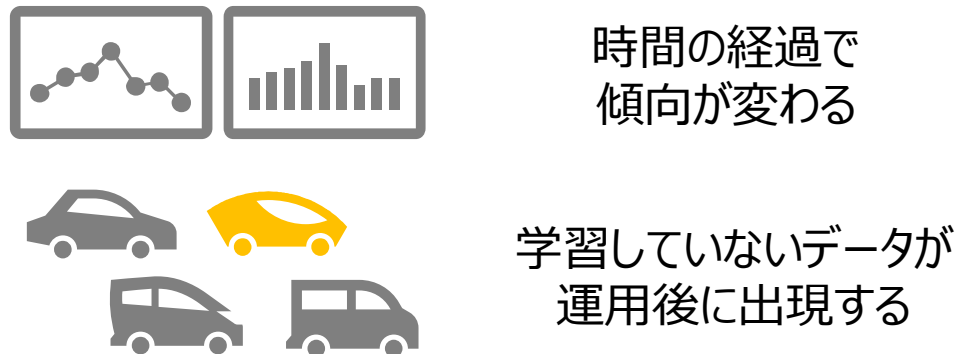 時間の経過で
傾向が変わる
学習していないデータが
運用後に出現する